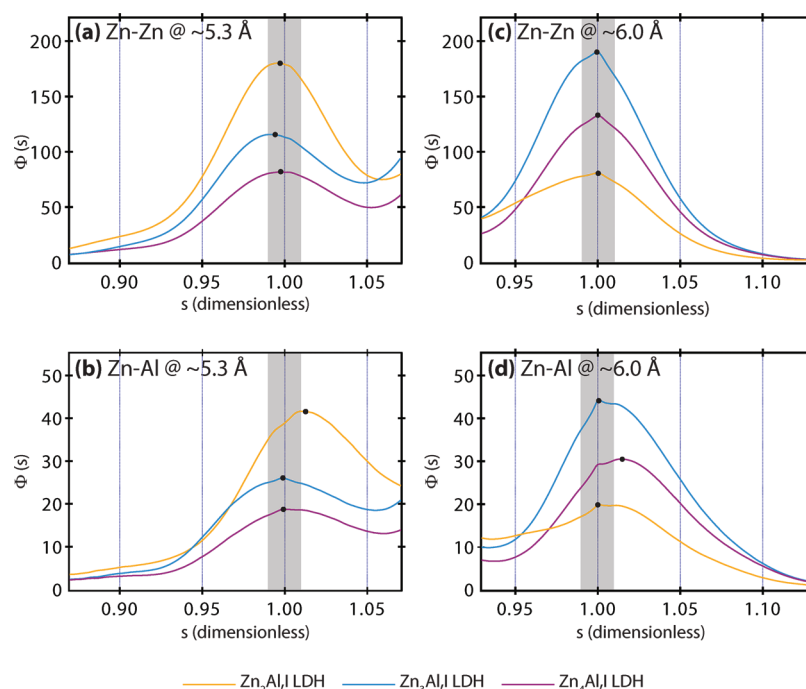 (a) Zn-Zn @ ~5.3 Å
200
150
100
50
0
Φ (s)
0.90 0.95 1.00 1.05
s (dimensionless)
(c) Zn-Zn @ ~6.0 Å
200
150
100
50
0
Φ (s)
0.95 1.00 1.05 1.10
s (dimensionless)
(b) Zn-Al @ ~5.3 Å
50
40
30
20
10
0
Φ (s)
0.90 0.95 1.00 1.05
s (dimensionless)
(d) Zn-Al @ ~6.0 Å
50
40
30
20
10
0
Φ (s)
0.95 1.00 1.05 1.10
s (dimensionless)
Zn₂Al,I LDH Zn₃Al,I LDH Zn₄Al,I LDH